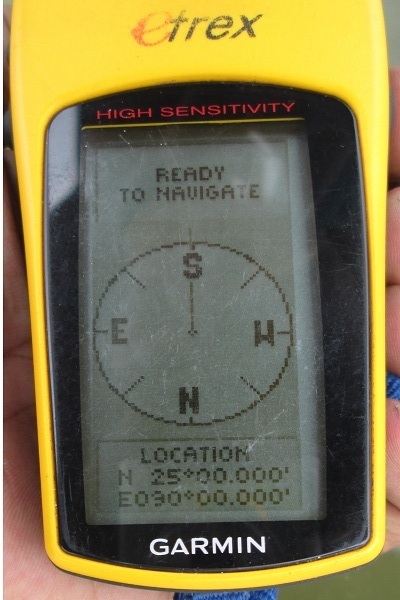 etrex
HIGH SENSITIVITY
READY
TO NAVIGATE
S
E W
N
LOCATION
N 25°00.000'
E090°00.000'
GARMIN